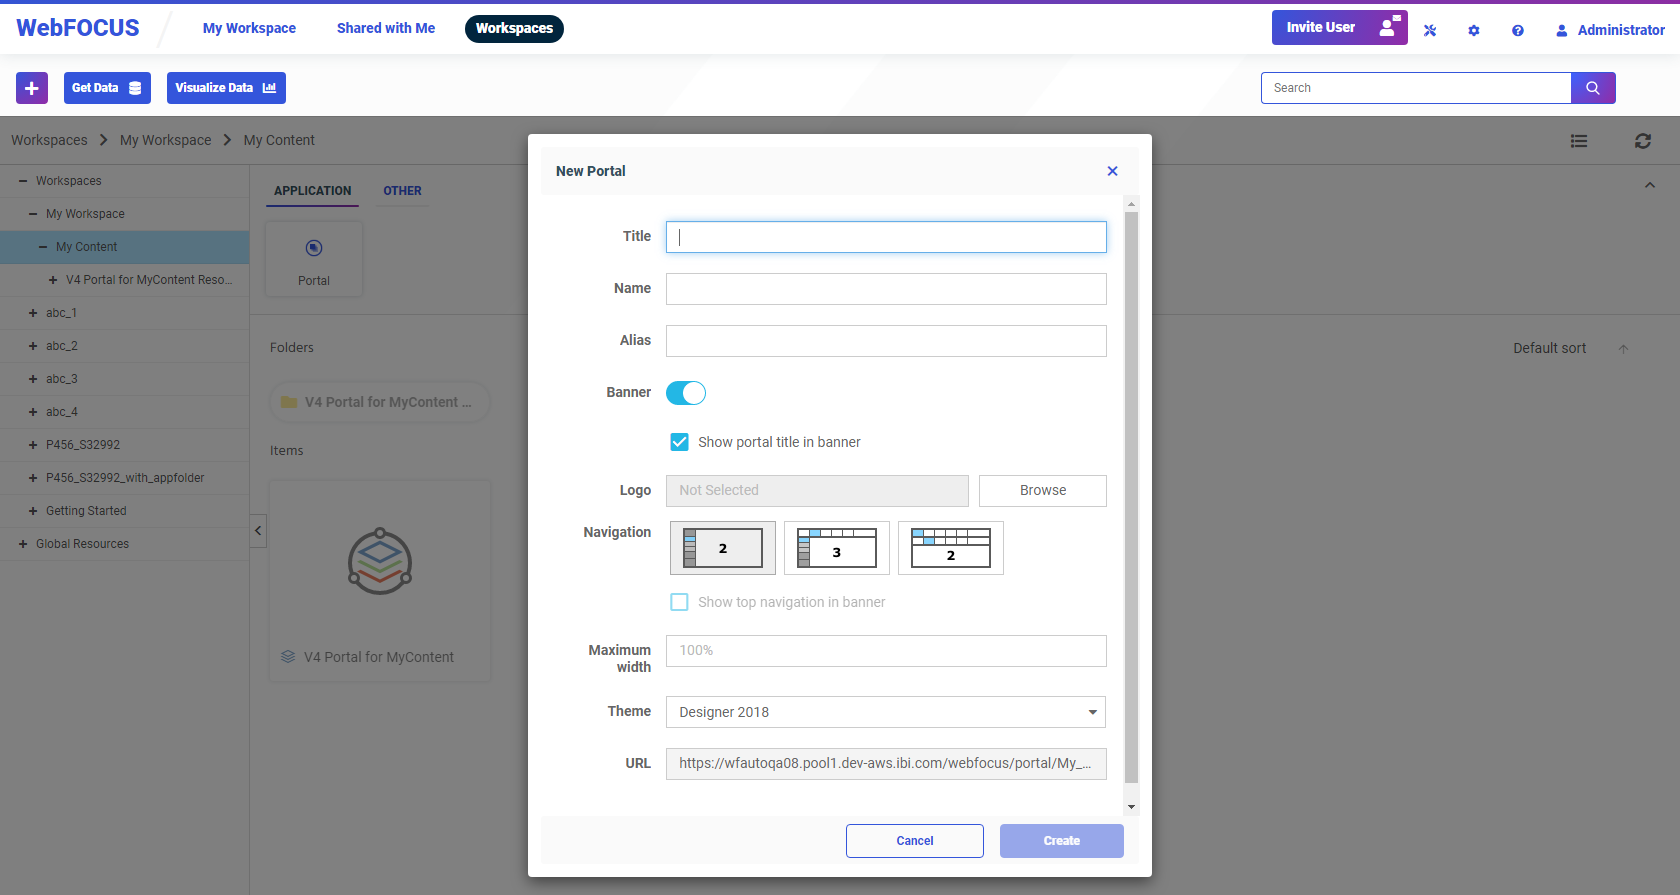 WebFOCUS
My Workspace
Shared with Me
Workspaces
Invite User
Administrator
Get Data
Visualize Data
Search
Workspaces
My Workspace
My Content
Workspaces
My Workspace
My Content
V4 Portal for MyContent Reso...
abc_1
abc_2
abc_3
abc_4
P456_S32992
P456_S32992_with_appfolder
Getting Started
Global Resources
APPLICATION
OTHER
Portal
Folders
Default sort
V4 Portal for MyContent ...
Items
V4 Portal for MyContent
New Portal
Title
Name
Alias
Banner
Show portal title in banner
Logo
Not Selected
Browse
Navigation
2
3
2
Show top navigation in banner
Maximum
width
100%
Theme
Designer 2018
URL
https://wfautoqa08.pool1.dev-aws.ibi.com/webfocus/portal/My_...
Cancel
Create